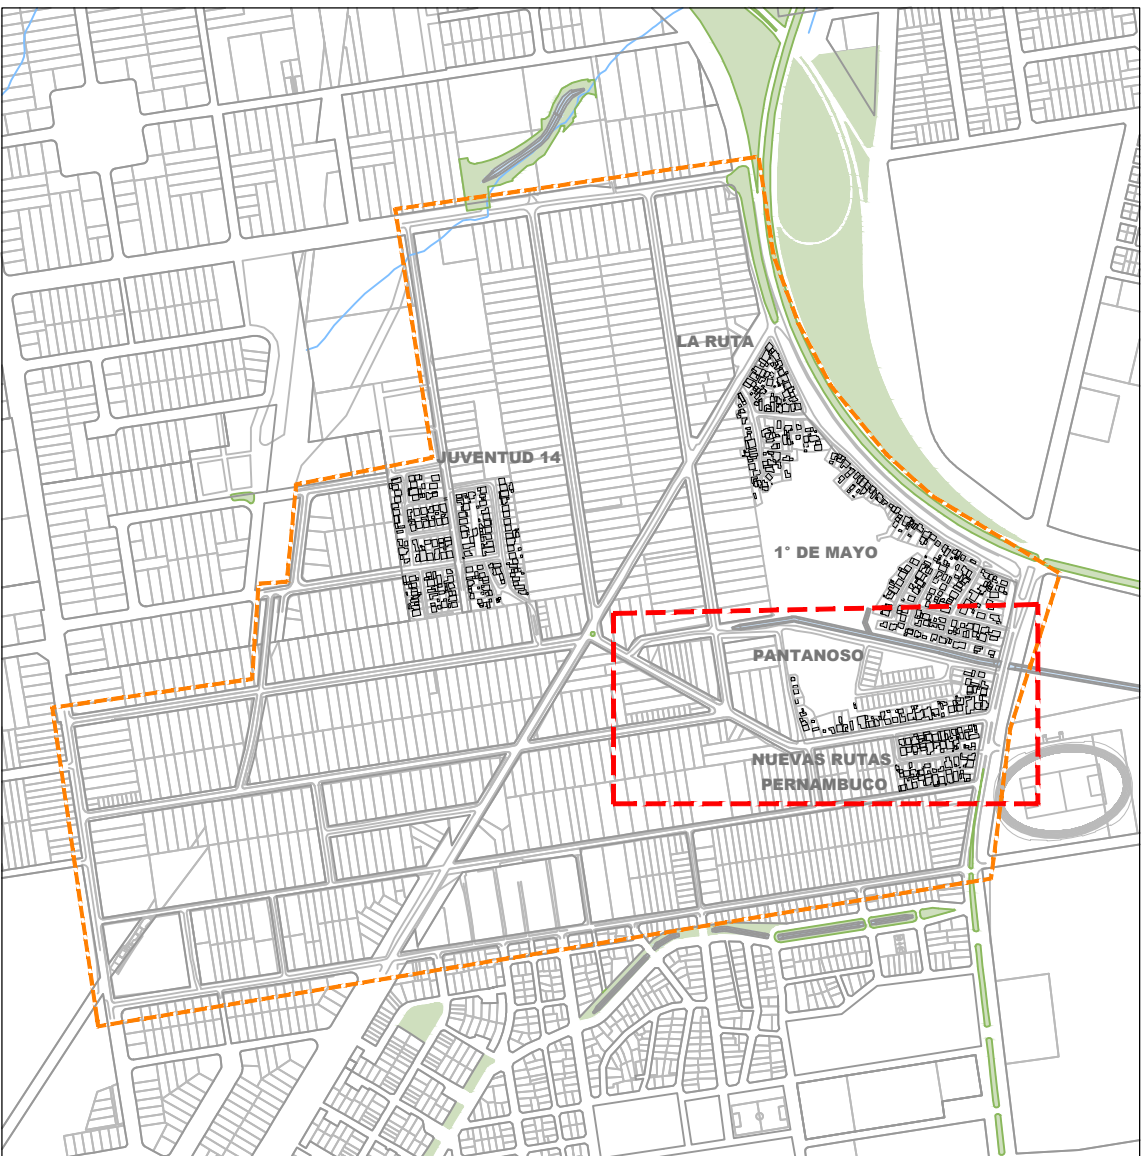 LA RUTA
JUVENTUD 14
1° DE MAYO
PANTANOSO
NUEVAS RUTAS
PERNAMBUCO